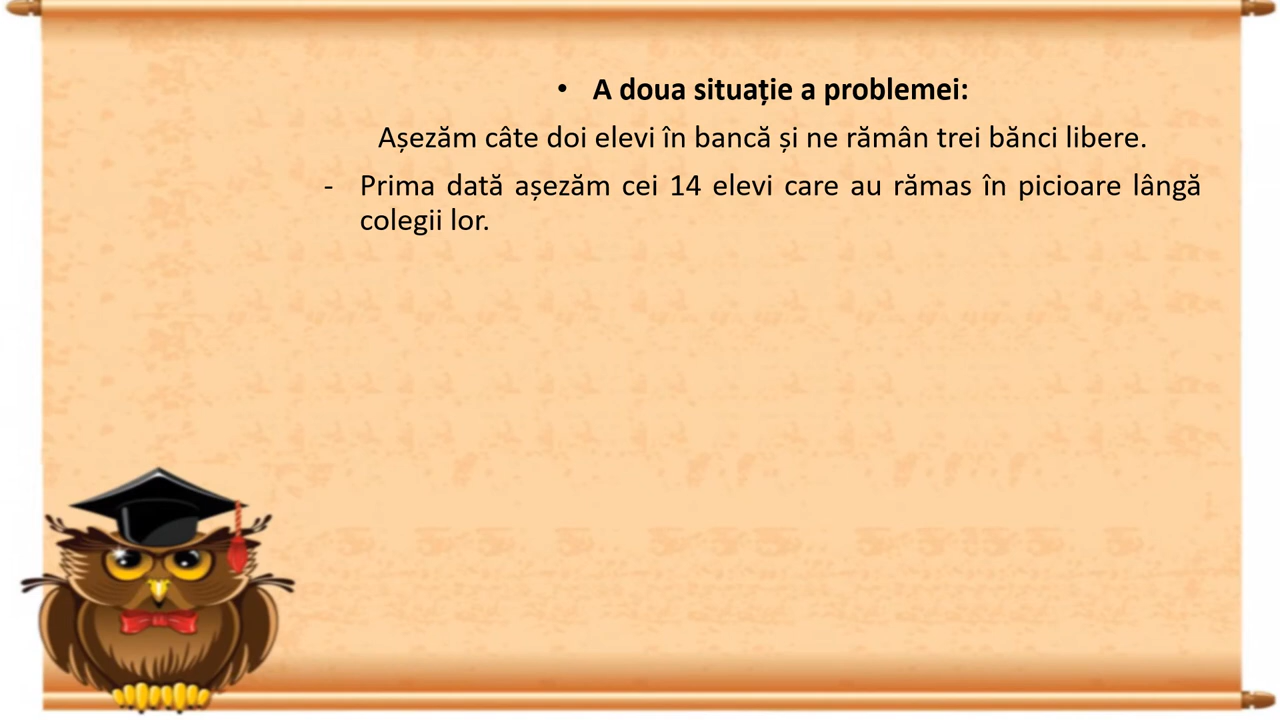 • A doua situație a problemei:
Așezăm câte doi elevi în bancă și ne rămân trei bănci libere.
- Prima dată așezăm cei 14 elevi care au rămas în picioare lângă
colegii lor.